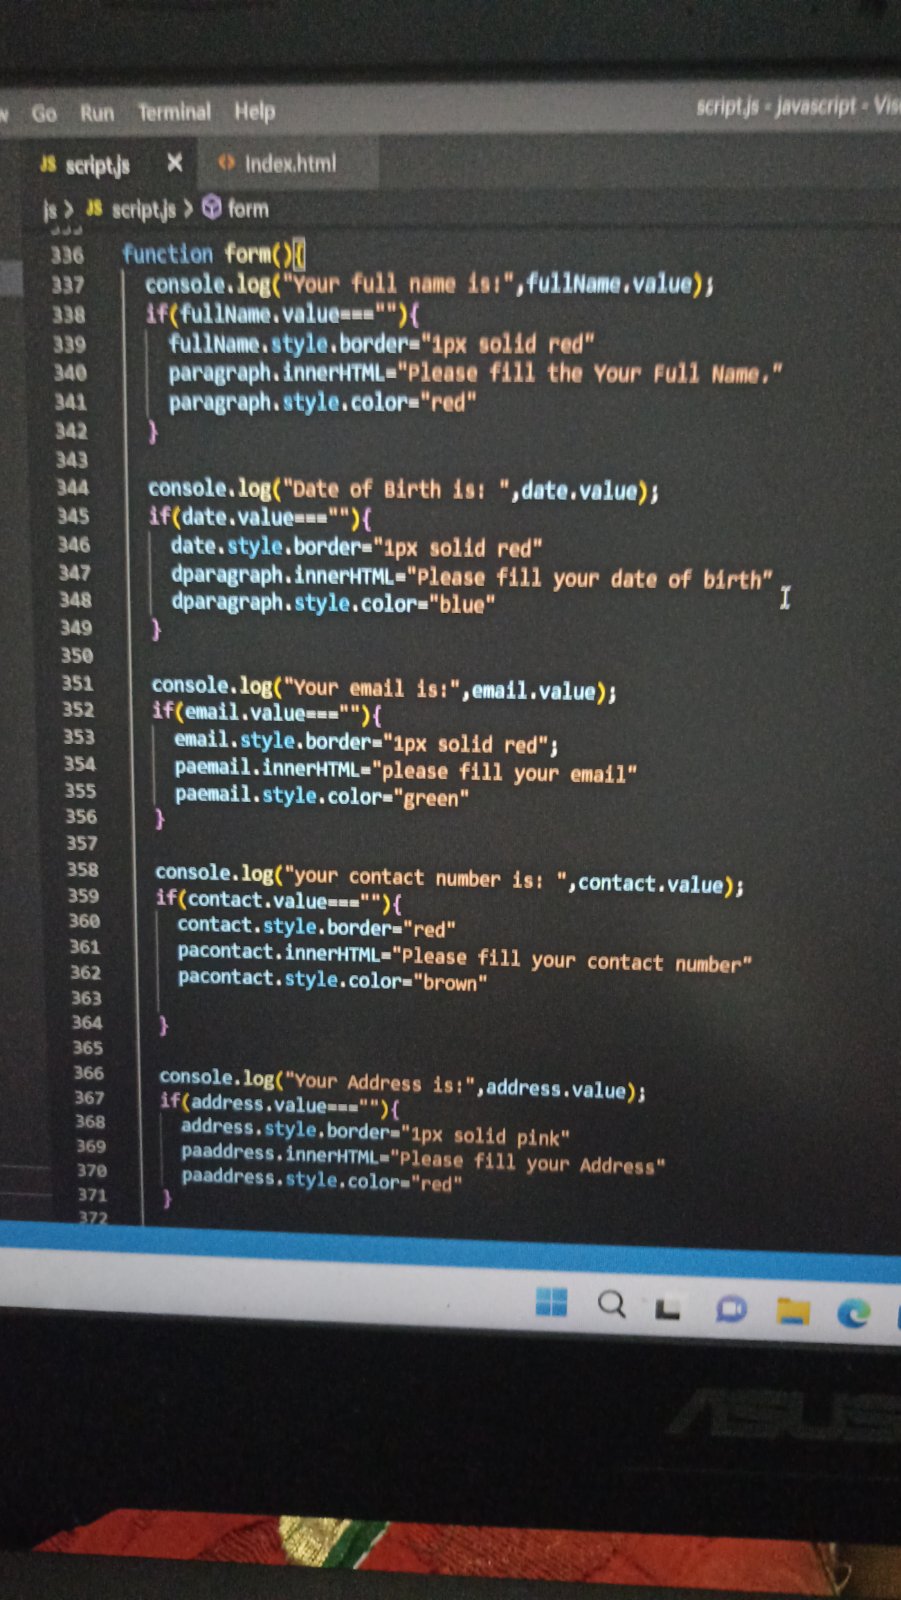 Go Run Terminal Help script.js - javascript - Vis
JS script.js X <> Index.html
js > JS script.js > form
336 function form(){
337 console.log("Your full name is:",fullName.value);
338 if(fullName.value===""){
339 fullName.style.border="1px solid red"
340 paragraph.innerHTML="Please fill the Your Full Name."
341 paragraph.style.color="red"
342 }
343
344 console.log("Date of Birth is: ",date.value);
345 if(date.value===""){
346 date.style.border="1px solid red"
347 dparagraph.innerHTML="Please fill your date of birth"
348 dparagraph.style.color="blue"
349 }
350
351 console.log("Your email is:",email.value);
352 if(email.value===""){
353 email.style.border="1px solid red";
354 paemail.innerHTML="please fill your email"
355 paemail.style.color="green"
356 }
357
358 console.log("your contact number is: ",contact.value);
359 if(contact.value===""){
360 contact.style.border="red"
361 pacontact.innerHTML="Please fill your contact number"
362 pacontact.style.color="brown"
363
364 }
365
366 console.log("Your Address is:",address.value);
367 if(address.value===""){
368 address.style.border="1px solid pink"
369 paaddress.innerHTML="Please fill your Address"
370 paaddress.style.color="red"
371 }
372
ASUS